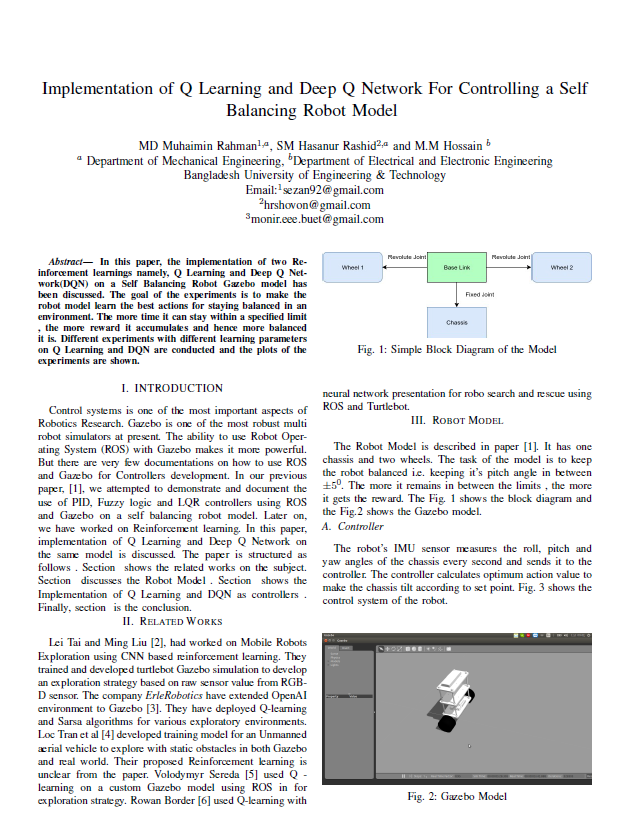 Implementation of Q Learning and Deep Q Network For Controlling a Self
Balancing Robot Model
MD Muhaimin Rahman1,a, SM Hasanur Rashid2,a and M.M Hossain b
a Department of Mechanical Engineering, bDepartment of Electrical and Electronic Engineering
Bangladesh University of Engineering & Technology
Email:1sezan92@gmail.com
2hrshovon@gmail.com
3monir.eee.buet@gmail.com
Abstract— In this paper, the implementation of two Re-
inforcement learnings namely, Q Learning and Deep Q Net-
work(DQN) on a Self Balancing Robot Gazebo model has
been discussed. The goal of the experiments is to make the
robot model learn the best actions for staying balanced in an
environment. The more time it can stay within a specified limit
, the more reward it accumulates and hence more balanced
it is. Different experiments with different learning parameters
on Q Learning and DQN are conducted and the plots of the
experiments are shown.
I. INTRODUCTION
Control systems is one of the most important aspects of
Robotics Research. Gazebo is one of the most robust multi
robot simulators at present. The ability to use Robot Oper-
ating System (ROS) with Gazebo makes it more powerful.
But there are very few documentations on how to use ROS
and Gazebo for Controllers development. In our previous
paper, [1], we attempted to demonstrate and document the
use of PID, Fuzzy logic and LQR controllers using ROS
and Gazebo on a self balancing robot model. Later on,
we have worked on Reinforcement learning. In this paper,
implementation of Q Learning and Deep Q Network on
the same model is discussed. The paper is structured as
follows . Section shows the related works on the subject.
Section discusses the Robot Model . Section shows the
Implementation of Q Learning and DQN as controllers .
Finally, section is the conclusion.
II. RELATED WORKS
Lei Tai and Ming Liu [2], had worked on Mobile Robots
Exploration using CNN based reinforcement learning. They
trained and developed turtlebot Gazebo simulation to develop
an exploration strategy based on raw sensor value from RGB-
D sensor. The company ErleRobotics have extended OpenAI
environment to Gazebo [3]. They have deployed Q-learning
and Sarsa algorithms for various exploratory environments.
Loc Tran et al [4] developed training model for an Unmanned
aerial vehicle to explore with static obstacles in both Gazebo
and real world. Their proposed Reinforcement learning is
unclear from the paper. Volodymyr Sereda [5] used Q -
learning on a custom Gazebo model using ROS in for
exploration strategy. Rowan Border [6] used Q-learning with
Wheel 1
Revolute Joint
Base Link
Revolute Joint
Wheel 2
Fixed Joint
Chassis
Fig. 1: Simple Block Diagram of the Model
neural network presentation for robo search and rescue using
ROS and Turtlebot.
III. ROBOT MODEL
The Robot Model is described in paper [1]. It has one
chassis and two wheels. The task of the model is to keep
the robot balanced i.e. keeping it's pitch angle in between
±5⁰. The more it remains in between the limits , the more
it gets the reward. The Fig. 1 shows the block diagram and
the Fig.2 shows the Gazebo model.
A. Controller
The robot's IMU sensor measures the roll, pitch and
yaw angles of the chassis every second and sends it to the
controller. The controller calculates optimum action value to
make the chassis tilt according to set point. Fig. 3 shows the
control system of the robot.
Fig. 2: Gazebo Model